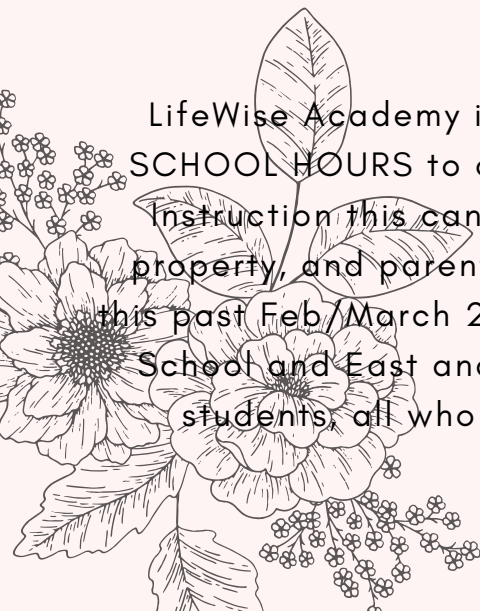 LifeWise Academy
SCHOOL HOURS to
Instruction this can
property, and paren
this past Feb/March 2
School and East an
students, all who